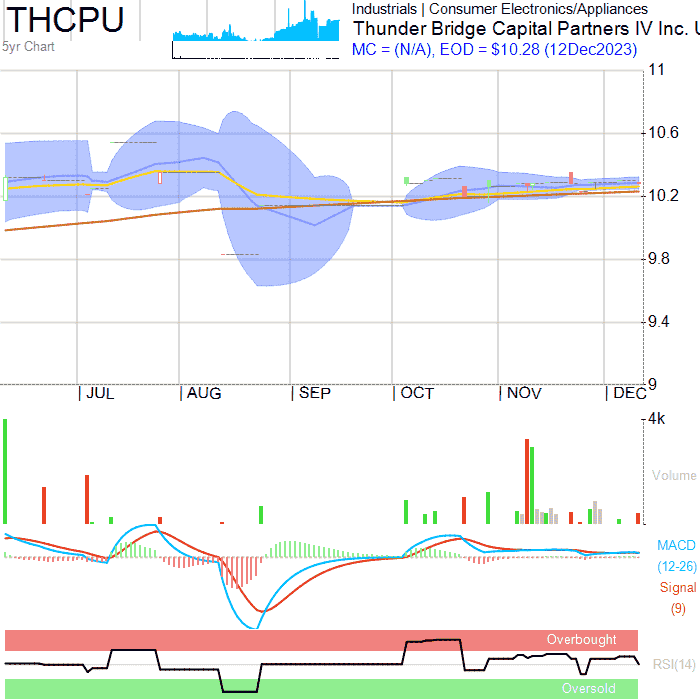 THCPU
5yr Chart
Industrials | Consumer Electronics/Appliances
Thunder Bridge Capital Partners IV Inc. U
MC = (N/A), EOD = $10.28 (12Dec2023)
11
10.6
10.2
9.8
9.4
9
| JUL | AUG | SEP | OCT | NOV | DEC
4k
Volume
MACD
(12-26)
Signal
(9)
Overbought
RSI(14)
Oversold